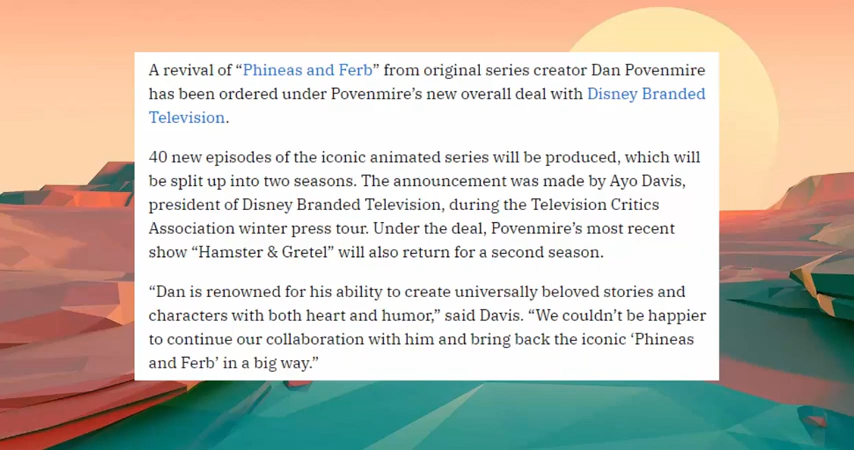 A revival of “Phineas and Ferb” from original series creator Dan Povenmire
has been ordered under Povenmire’s new overall deal with Disney Branded
Television.
40 new episodes of the iconic animated series will be produced, which will
be split up into two seasons. The announcement was made by Ayo Davis,
president of Disney Branded Television, during the Television Critics
Association winter press tour. Under the deal, Povenmire’s most recent
show “Hamster & Gretel” will also return for a second season.
“Dan is renowned for his ability to create universally beloved stories and
characters with both heart and humor,” said Davis. “We couldn’t be happier
to continue our collaboration with him and bring back the iconic ‘Phineas
and Ferb’ in a big way.”